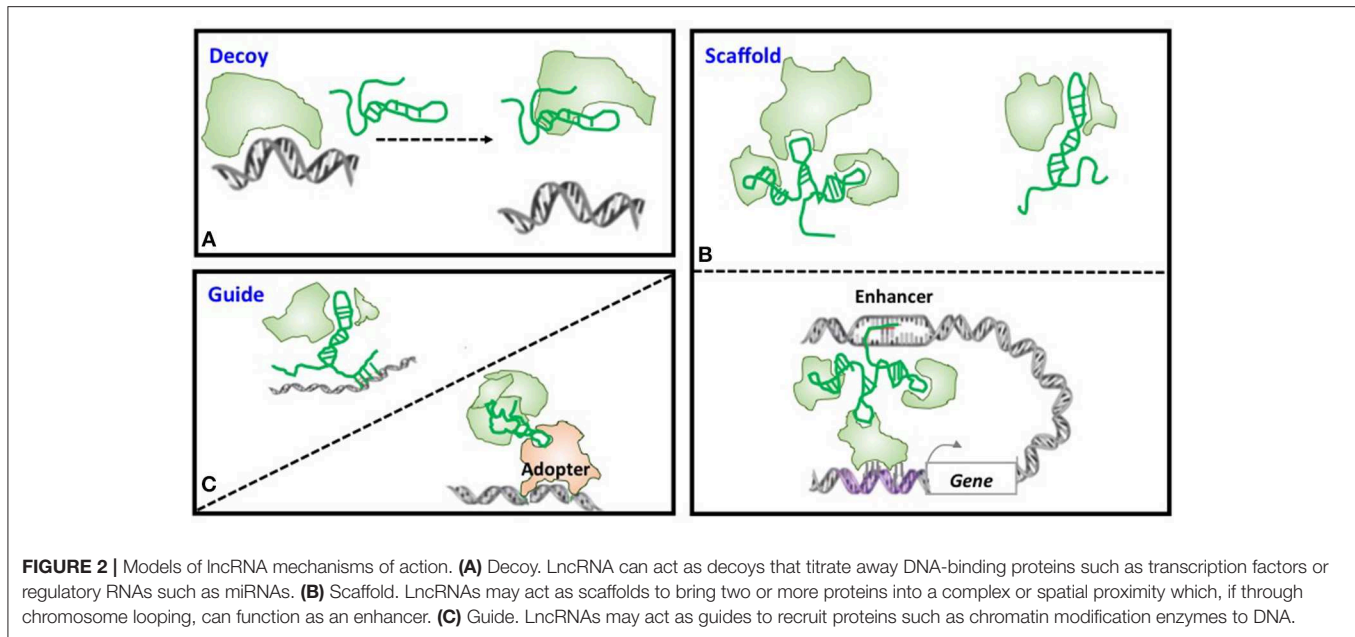 Decoy
A
Scaffold
B
Enhancer
Gene
Guide
Adopter
C
FIGURE 2 | Models of lncRNA mechanisms of action. (A) Decoy. LncRNA can act as decoys that titrate away DNA-binding proteins such as transcription factors or
regulatory RNAs such as miRNAs. (B) Scaffold. LncRNAs may act as scaffolds to bring two or more proteins into a complex or spatial proximity which, if through
chromosome looping, can function as an enhancer. (C) Guide. LncRNAs may act as guides to recruit proteins such as chromatin modification enzymes to DNA.